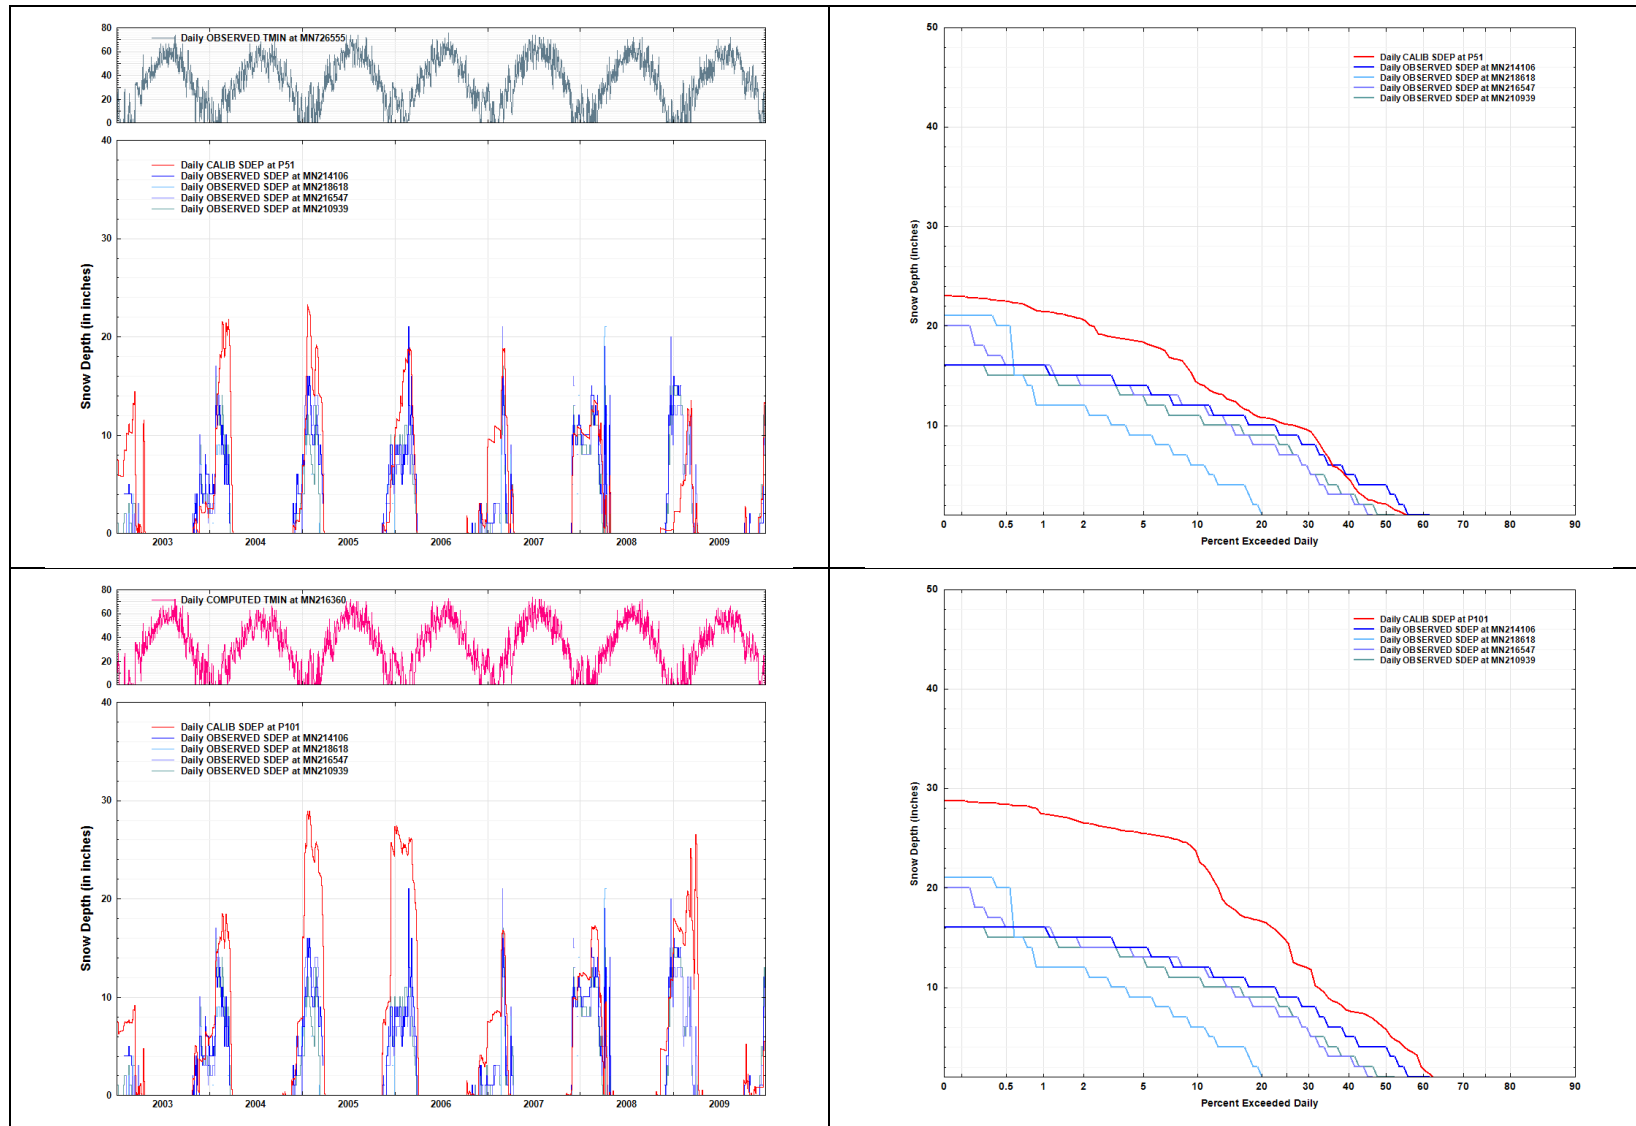 80
60
40
20
0
Daily OBSERVED TMIN at MN726555
40
30
20
10
0
Snow Depth (in inches)
Daily CALIB SDEP at P51
Daily OBSERVED SDEP at MN214106
Daily OBSERVED SDEP at MN218618
Daily OBSERVED SDEP at MN216547
Daily OBSERVED SDEP at MN210939
2003 2004 2005 2006 2007 2008 2009
50
40
30
20
10
Snow Depth (inches)
Daily CALIB SDEP at P51
Daily OBSERVED SDEP at MN214106
Daily OBSERVED SDEP at MN218618
Daily OBSERVED SDEP at MN216547
Daily OBSERVED SDEP at MN210939
0 0.5 1 2 5 10 20 30 40 50 60 70 80 90
Percent Exceeded Daily
80
60
40
20
0
Daily COMPUTED TMIN at MN216360
40
30
20
10
0
Snow Depth (in inches)
Daily CALIB SDEP at P101
Daily OBSERVED SDEP at MN214106
Daily OBSERVED SDEP at MN218618
Daily OBSERVED SDEP at MN216547
Daily OBSERVED SDEP at MN210939
2003 2004 2005 2006 2007 2008 2009
50
40
30
20
10
Snow Depth (inches)
Daily CALIB SDEP at P101
Daily OBSERVED SDEP at MN214106
Daily OBSERVED SDEP at MN218618
Daily OBSERVED SDEP at MN216547
Daily OBSERVED SDEP at MN210939
0 0.5 1 2 5 10 20 30 40 50 60 70 80 90
Percent Exceeded Daily